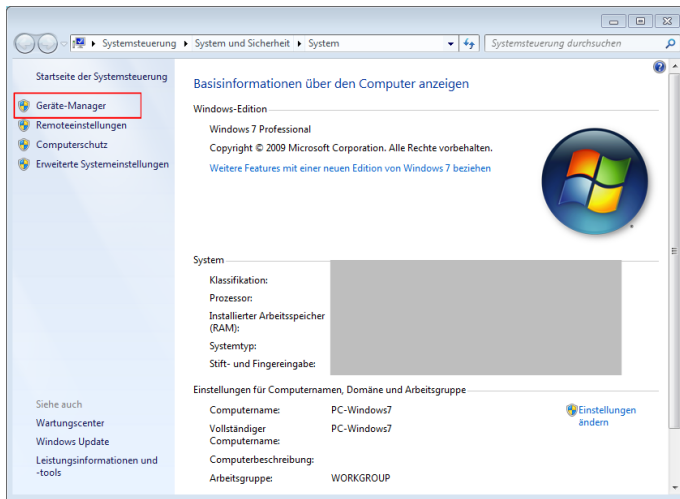 Systemsteuerung ▸ System und Sicherheit ▸ System
Systemsteuerung durchsuchen
Startseite der Systemsteuerung
Geräte-Manager
Remoteeinstellungen
Computerschutz
Erweiterte Systemeinstellungen
Siehe auch
Wartungscenter
Windows Update
Leistungsinformationen und
-tools
Basisinformationen über den Computer anzeigen
Windows-Edition
Windows 7 Professional
Copyright © 2009 Microsoft Corporation. Alle Rechte vorbehalten.
Weitere Features mit einer neuen Edition von Windows 7 beziehen
System
Klassifikation:
Prozessor:
Installierter Arbeitsspeicher
(RAM):
Systemtyp:
Stift- und Fingereingabe:
Einstellungen für Computernamen, Domäne und Arbeitsgruppe
Computername: PC-Windows7
Einstellungen
ändern
Vollständiger PC-Windows7
Computername:
Computerbeschreibung:
Arbeitsgruppe: WORKGROUP